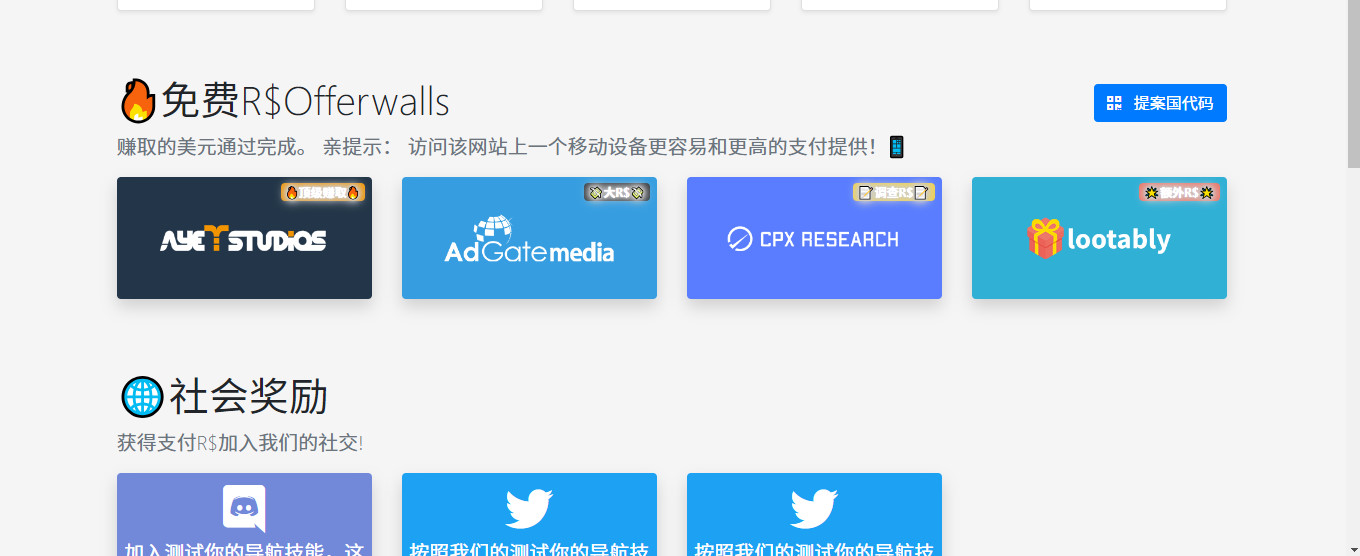 免费R$Offerwalls
提案国代码
赚取的美元通过完成。 亲提示： 访问该网站上一个移动设备更容易和更高的支付提供！
顶级赚取
大R$
调查R$
额外R$
AYET STUDIOS
AdGatemedia
CPX RESEARCH
lootably
社会奖励
获得支付R$加入我们的社交!
加入测试你的导航技能，这
按照我们的测试你的导航技
按照我们的测试你的导航技